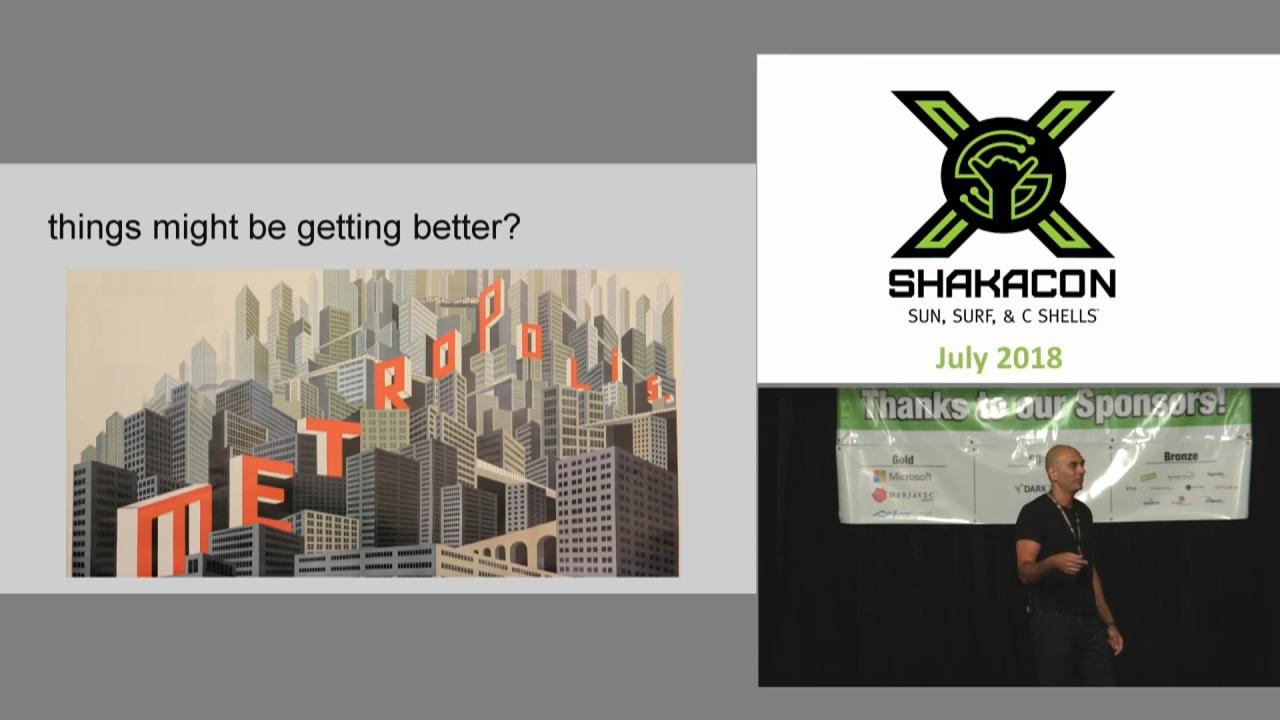 things might be getting better?
METROPOLIS.
SHAKACON
SUN, SURF, & C SHELLS
July 2018
Thanks to our Sponsors!
Gold
Bronze
Microsoft
HERJAVEC
DARK